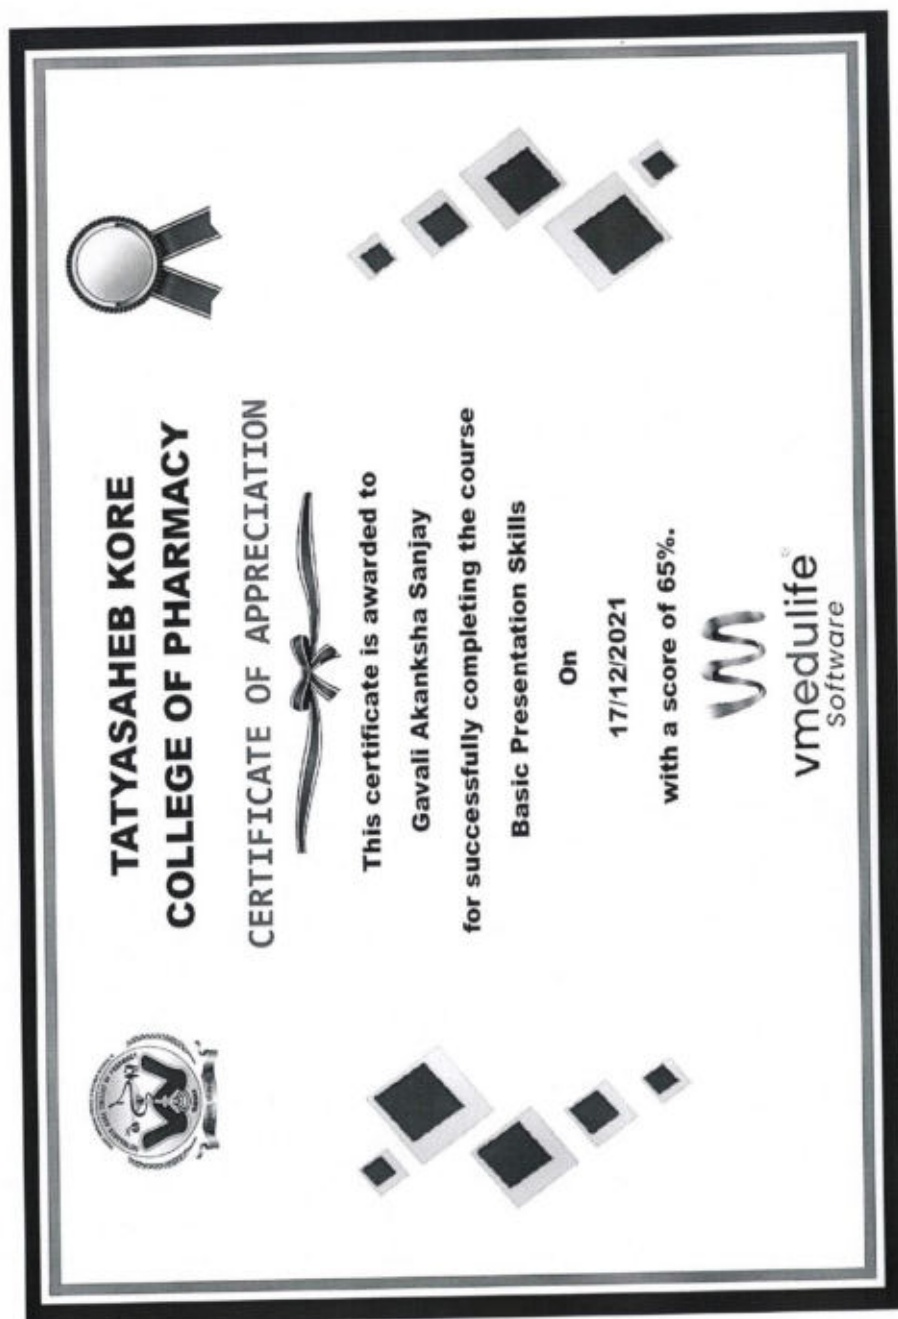 TATYASAHEB KORE
COLLEGE OF PHARMACY
CERTIFICATE OF APPRECIATION
This certificate is awarded to
Gavali Akanksha Sanjay
for successfully completing the course
Basic Presentation Skills
On
17/12/2021
with a score of 65%.
vmedulife
Software